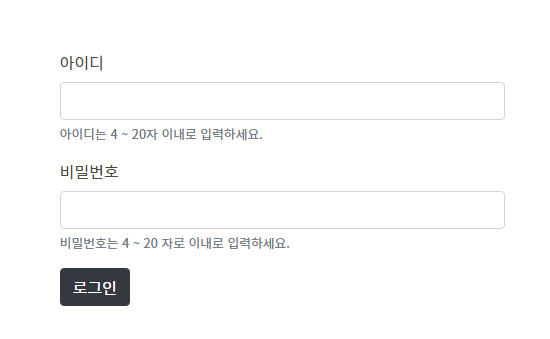 아이디
아이디는 4 ~ 20자 이내로 입력하세요.
비밀번호
비밀번호는 4 ~ 20 자로 이내로 입력하세요.
로그인